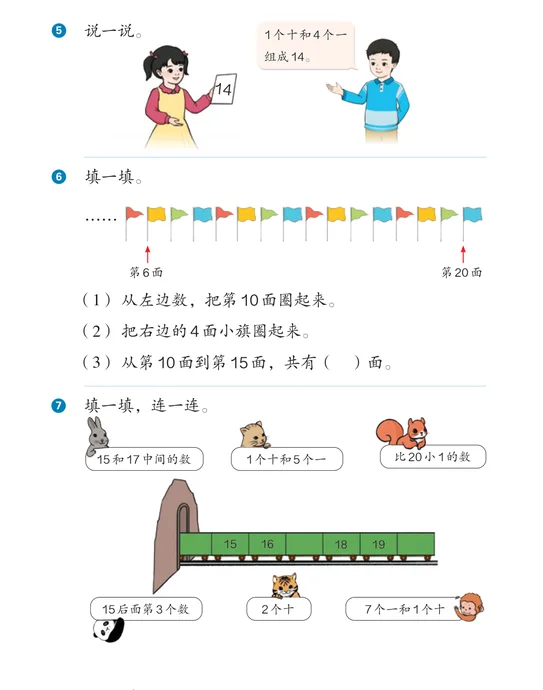 5 说一说。
1个十和4个一
组成14。
14
6 填一填。
……
第6面 第20面
（1）从左边数，把第10面圈起来。
（2）把右边的4面小旗圈起来。
（3）从第10面到第15面，共有（ ）面。
7 填一填，连一连。
15和17中间的数 1个十和5个一 比20小1的数
15 16 18 19
15后面第3个数 2个十 7个一和1个十